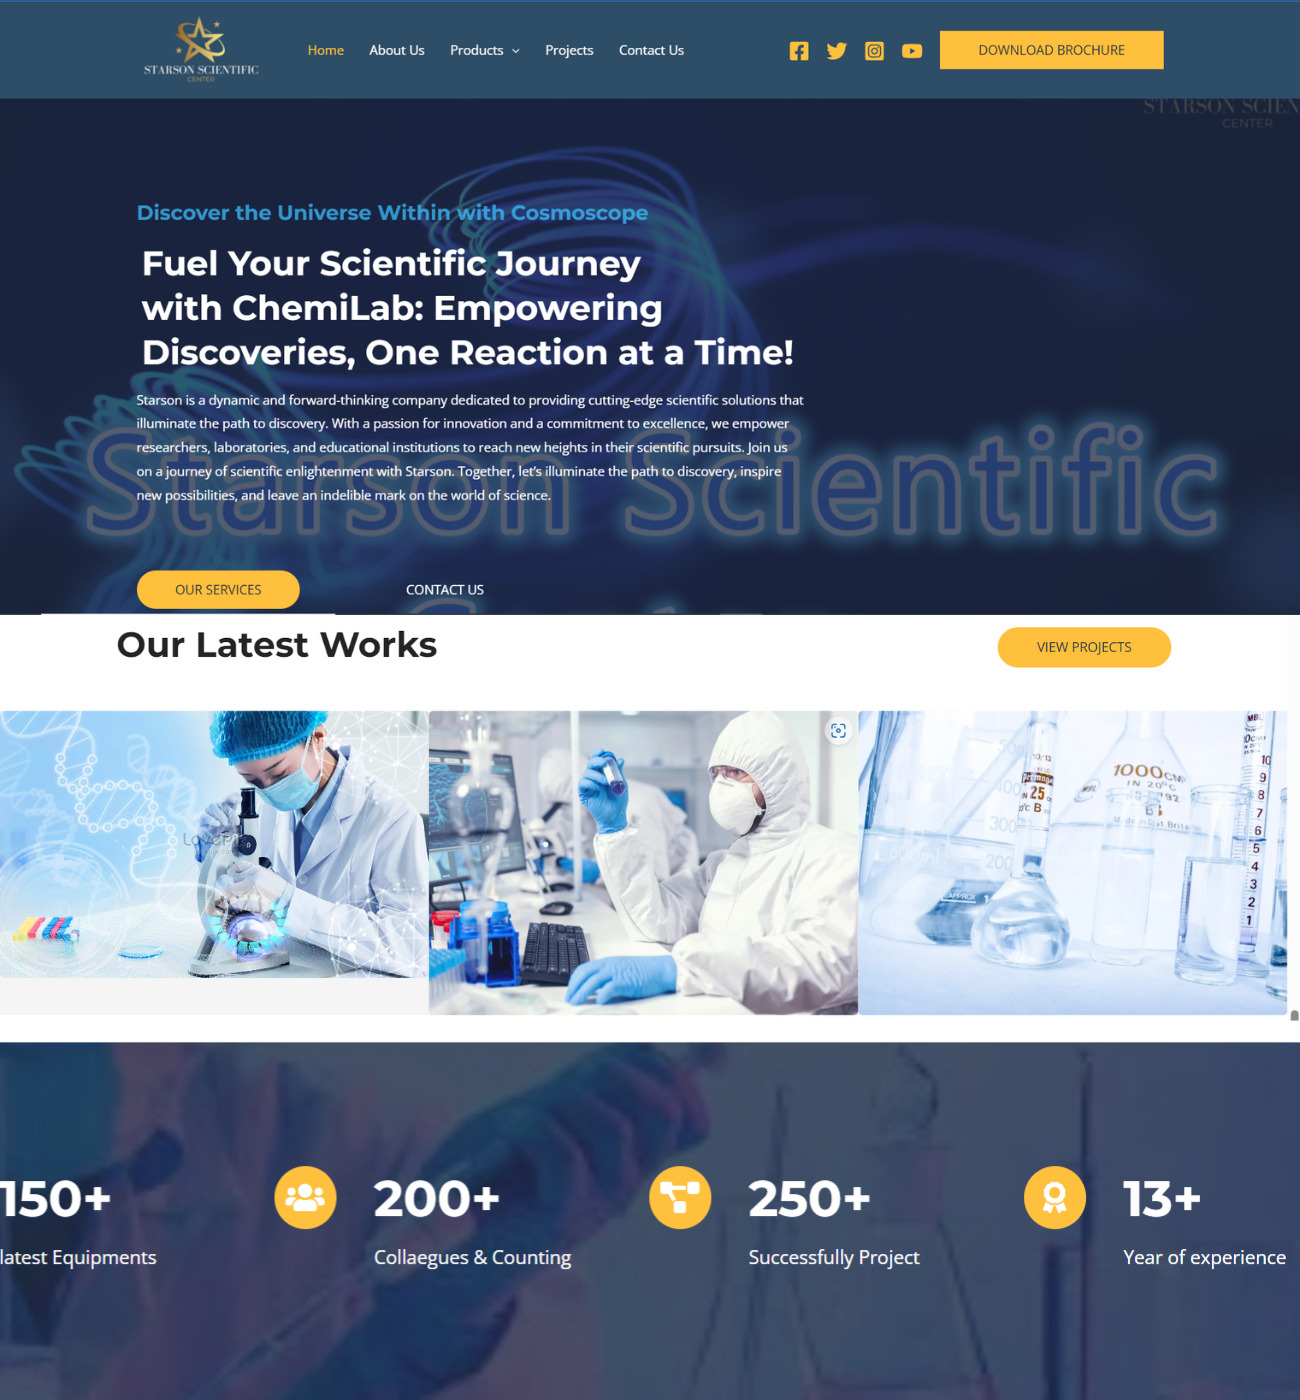 STARSON SCIENTIFIC
CENTER
Home
About Us
Products
Projects
Contact Us
DOWNLOAD BROCHURE
STARSON SCIEN
CENTER
Discover the Universe Within with Cosmoscope
Fuel Your Scientific Journey
with ChemiLab: Empowering
Discoveries, One Reaction at a Time!
Starson is a dynamic and forward-thinking company dedicated to providing cutting-edge scientific solutions that
illuminate the path to discovery. With a passion for innovation and a commitment to excellence, we empower
researchers, laboratories, and educational institutions to reach new heights in their scientific pursuits. Join us
on a journey of scientific enlightenment with Starson. Together, let's illuminate the path to discovery, inspire
new possibilities, and leave an indelible mark on the world of science.
Starson Scientific
OUR SERVICES
CONTACT US
Our Latest Works
VIEW PROJECTS
500
400
300
200
APPROX
10/13
IN 25
B
MBL
1000
IN 20°C
MBL
10
9
8
7
6
5
4
3
2
1
150+
200+
250+
13+
latest Equipments
Collaegues & Counting
Successfully Project
Year of experience